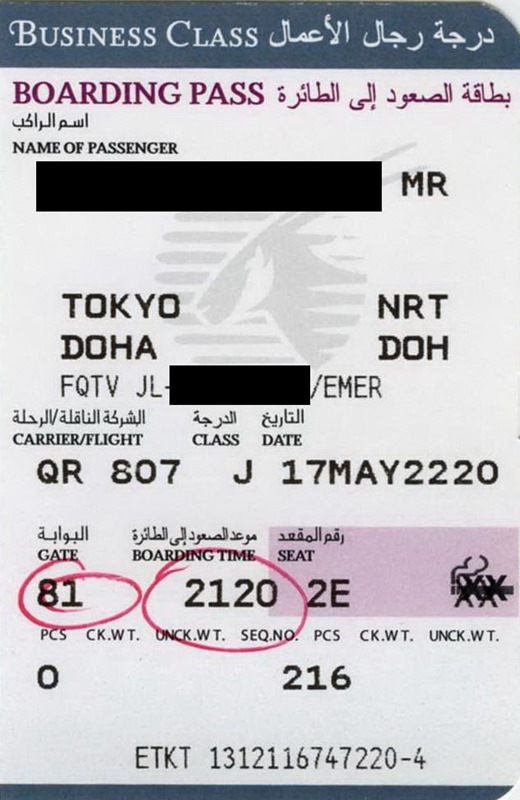 BUSINESS CLASS درجة رجال الأعمال
BOARDING PASS بطاقة الصعود إلى الطائرة
اسم الراكب
NAME OF PASSENGER
MR
TOKYO NRT
DOHA DOH
FQTV JL- /EMER
الشركة الناقلة/الرحلة الدرجة التاريخ
CARRIER/FLIGHT CLASS DATE
QR 807 J 17MAY2220
البوابة موعد الصعود إلى الطائرة رقم المقعد
GATE BOARDING TIME SEAT
81 2120 2E XX
PCS CK.WT. UNCK.WT. SEQ.NO. PCS CK.WT. UNCK.WT.
0 216
ETKT 1312116747220-4